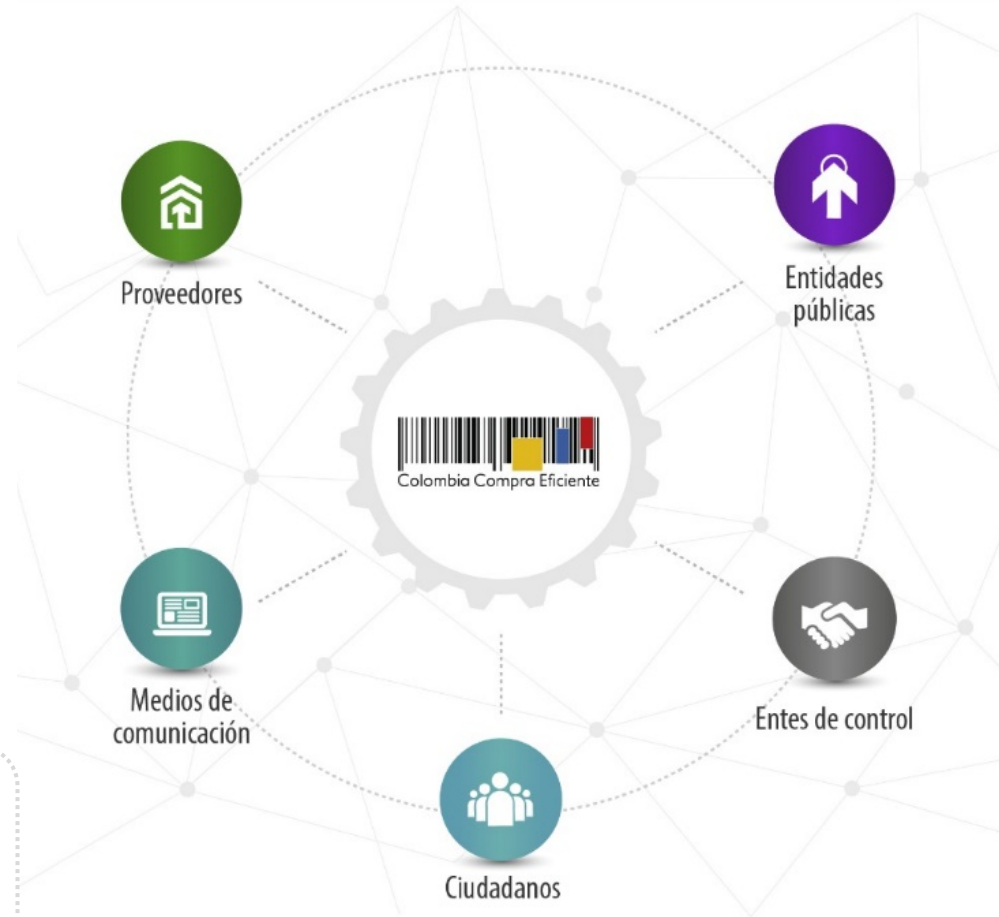 Proveedores
Entidades
públicas
Colombia Compra Eficiente
Medios de
comunicación
Entes de control
Ciudadanos